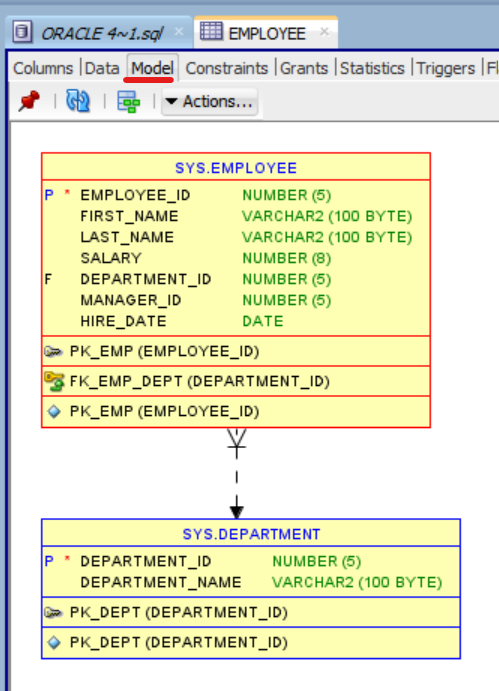 ORACLE 4~1.sql EMPLOYEE
Columns Data Model Constraints Grants Statistics Triggers Fl
Actions...
SYS.EMPLOYEE
P * EMPLOYEE_ID NUMBER (5)
FIRST_NAME VARCHAR2 (100 BYTE)
LAST_NAME VARCHAR2 (100 BYTE)
SALARY NUMBER (8)
F DEPARTMENT_ID NUMBER (5)
MANAGER_ID NUMBER (5)
HIRE_DATE DATE
PK_EMP (EMPLOYEE_ID)
FK_EMP_DEPT (DEPARTMENT_ID)
PK_EMP (EMPLOYEE_ID)
SYS.DEPARTMENT
P * DEPARTMENT_ID NUMBER (5)
DEPARTMENT_NAME VARCHAR2 (100 BYTE)
PK_DEPT (DEPARTMENT_ID)
PK_DEPT (DEPARTMENT_ID)